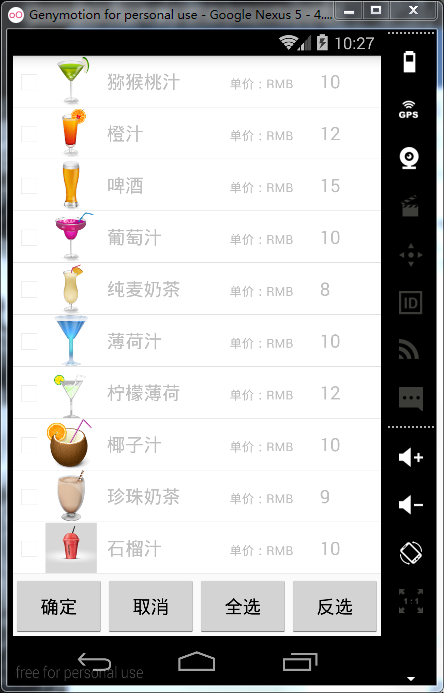 Genymotion for personal use - Google Nexus 5 - 4....
10:27
猕猴桃汁 单价：RMB 10
橙汁 单价：RMB 12
GPS
啤酒 单价：RMB 15
葡萄汁 单价：RMB 10
纯麦奶茶 单价：RMB 8
ID
薄荷汁 单价：RMB 10
柠檬薄荷 单价：RMB 12
椰子汁 单价：RMB 10
珍珠奶茶 单价：RMB 9
石榴汁 单价：RMB 10
确定 取消 全选 反选
1:1
free for personal use